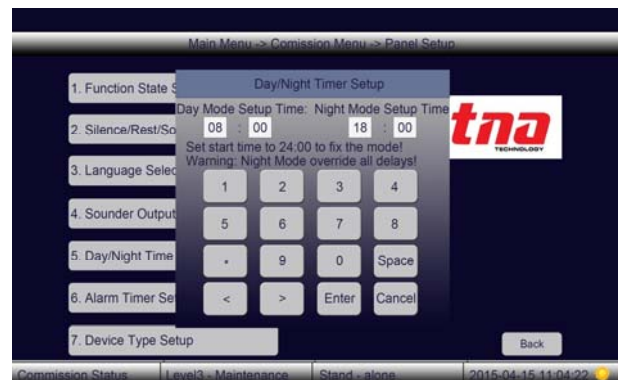 Main Menu -> Comission Menu -> Panel Setup
Day/Night Timer Setup
1. Function State S
Day Mode Setup Time: Night Mode Setup Time
08 : 00 18 : 00
2. Silence/Rest/So
tna
TECHNOLOGY
Set start time to 24:00 to fix the mode!
Warning: Night Mode override all delays!
3. Language Selec
1 2 3 4
4. Sounder Output
5 6 7 8
5. Day/Night Time
* 9 0 Space
6. Alarm Timer Se
< > Enter Cancel
7. Device Type Setup
Back
Commission Status Level3 - Maintenance Stand - alone 2015-04-15 11:04:22